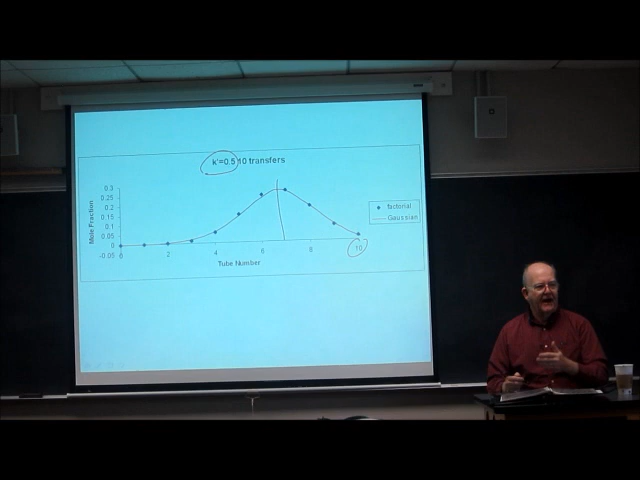 k'=0.5 10 transfers
0.3
0.25
0.2
0.15
0.1
0.05
0
-0.05
Mole Fraction
0 2 4 6 8 10
Tube Number
factorial
Gaussian